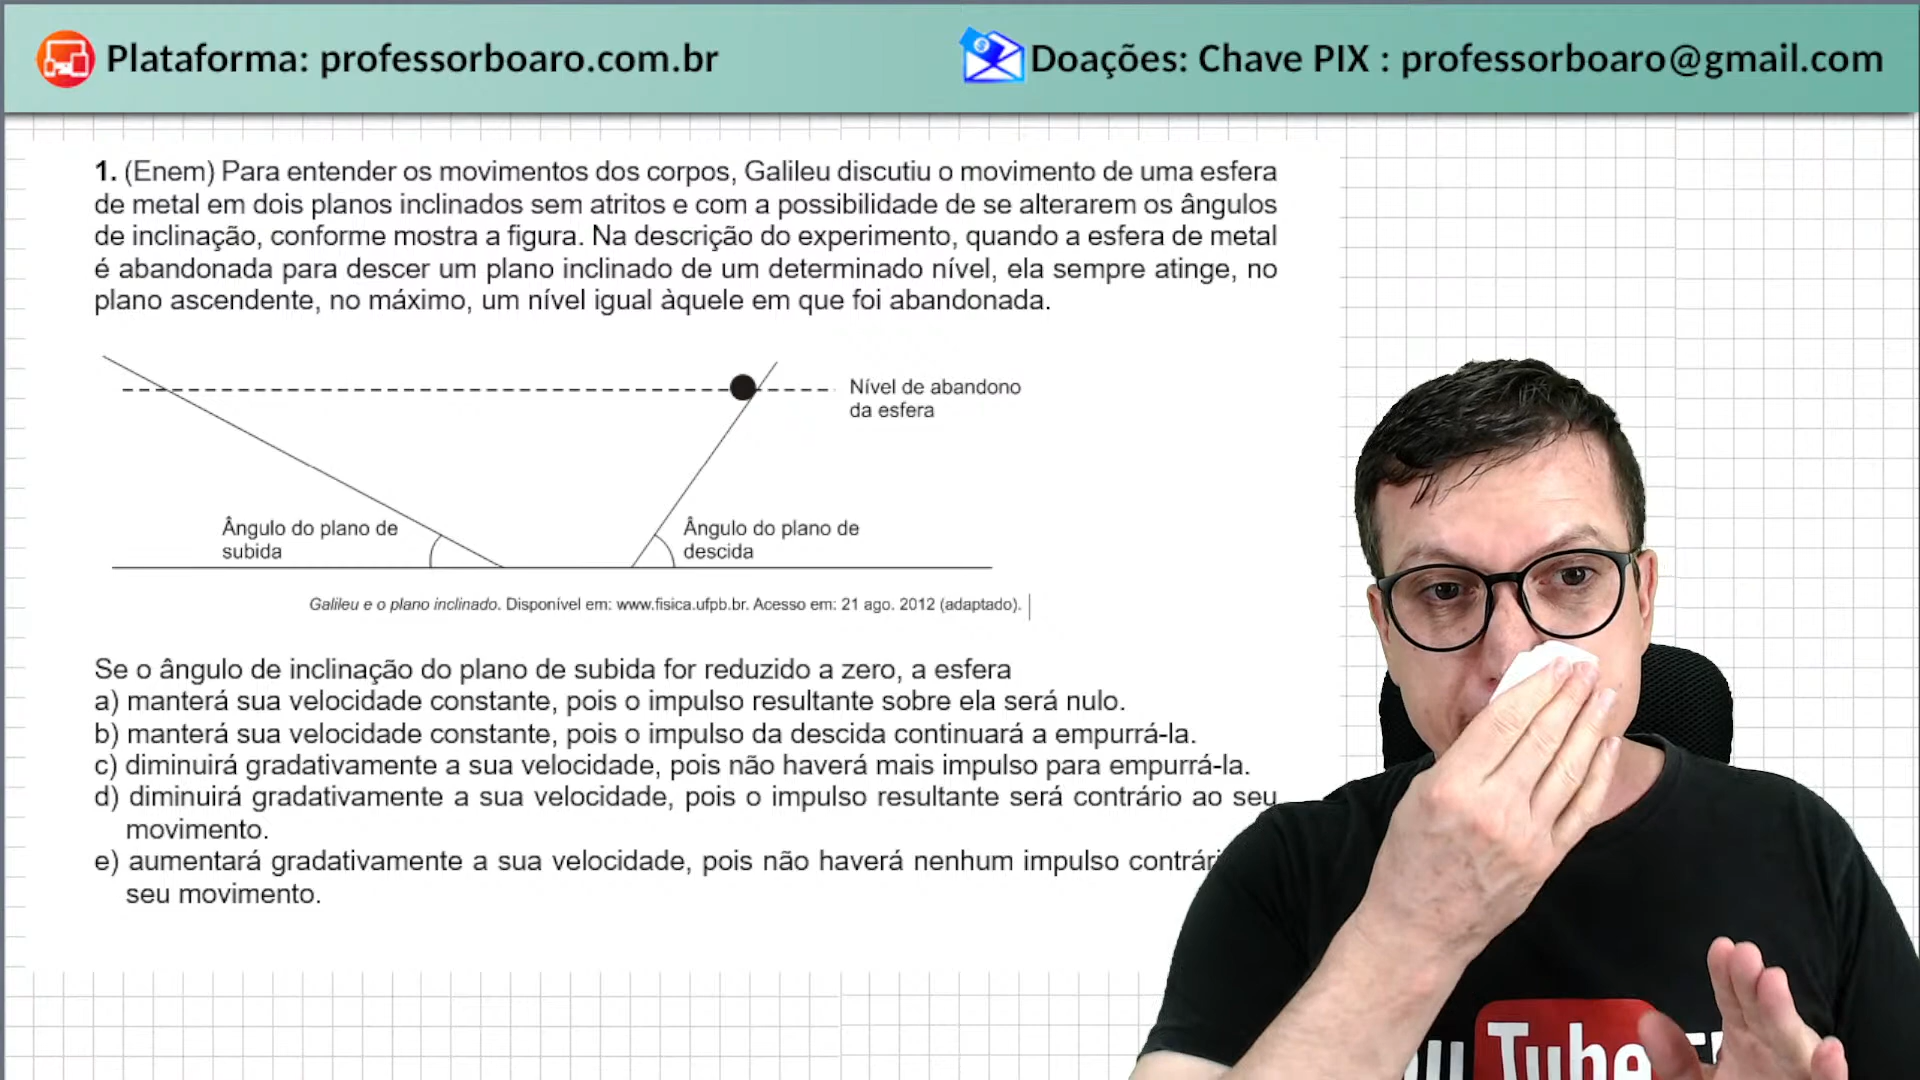 Plataforma: professorboaro.com.br
Doações: Chave PIX : professorboaro@gmail.com
1. (Enem) Para entender os movimentos dos corpos, Galileu discutiu o movimento de uma esfera
de metal em dois planos inclinados sem atritos e com a possibilidade de se alterarem os ângulos
de inclinação, conforme mostra a figura. Na descrição do experimento, quando a esfera de metal
é abandonada para descer um plano inclinado de um determinado nível, ela sempre atinge, no
plano ascendente, no máximo, um nível igual àquele em que foi abandonada.
Nível de abandono
da esfera
Ângulo do plano de
subida
Ângulo do plano de
descida
Galileu e o plano inclinado. Disponível em: www.fisica.ufpb.br. Acesso em: 21 ago. 2012 (adaptado).
Se o ângulo de inclinação do plano de subida for reduzido a zero, a esfera
a) manterá sua velocidade constante, pois o impulso resultante sobre ela será nulo.
b) manterá sua velocidade constante, pois o impulso da descida continuará a empurrá-la.
c) diminuirá gradativamente a sua velocidade, pois não haverá mais impulso para empurrá-la.
d) diminuirá gradativamente a sua velocidade, pois o impulso resultante será contrário ao seu
movimento.
e) aumentará gradativamente a sua velocidade, pois não haverá nenhum impulso
seu movimento.
Tube